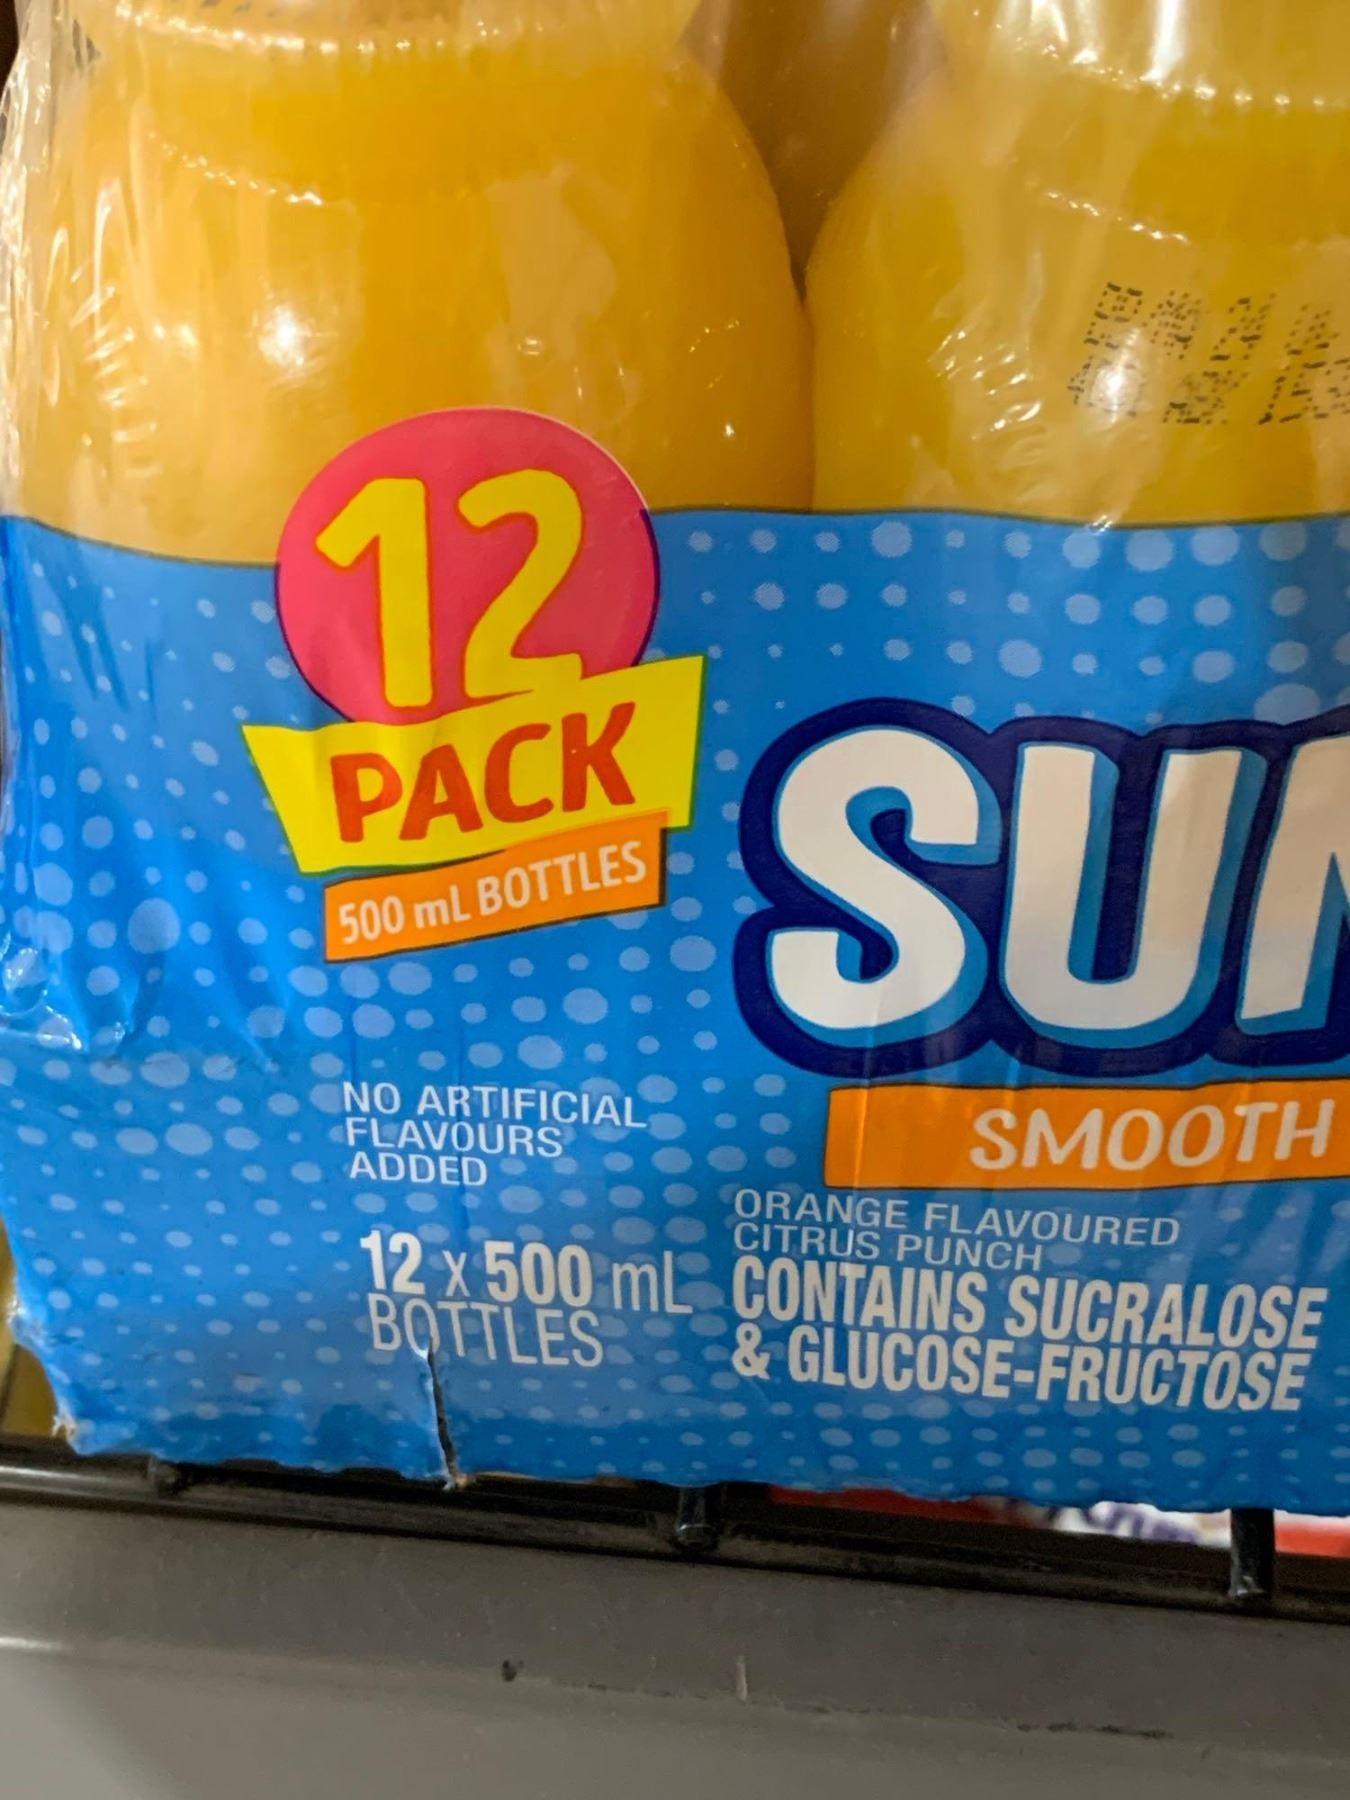 12
PACK
500 mL BOTTLES
SUN
SMOOTH
NO ARTIFICIAL
FLAVOURS
ADDED
ORANGE FLAVOURED
CITRUS PUNCH
12 x 500 mL
BOTTLES
CONTAINS SUCRALOSE
& GLUCOSE-FRUCTOSE